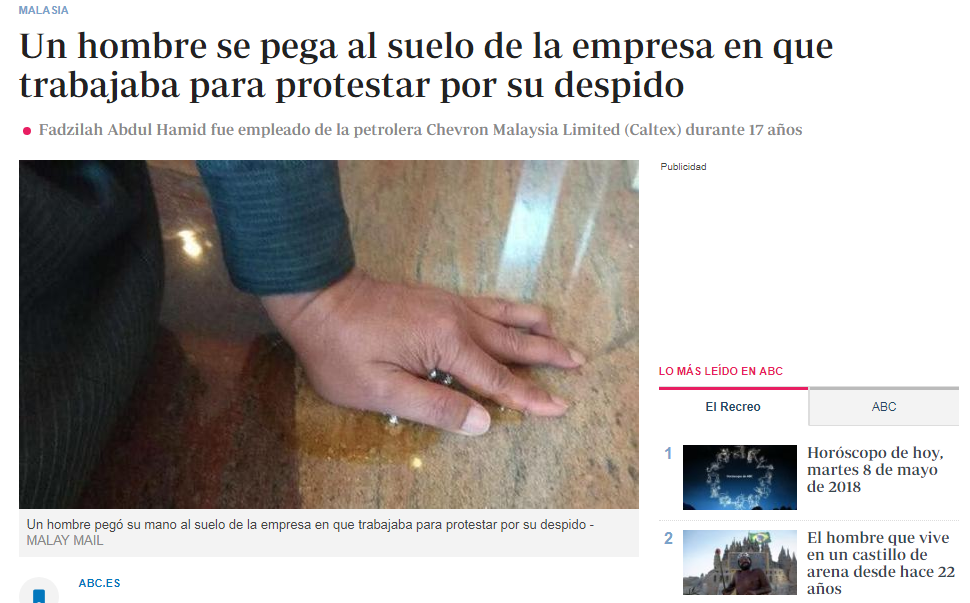 MALASIA
Un hombre se pega al suelo de la empresa en que
trabajaba para protestar por su despido
Fadzilah Abdul Hamid fue empleado de la petrolera Chevron Malaysia Limited (Caltex) durante 17 años
Publicidad
Un hombre pegó su mano al suelo de la empresa en que trabajaba para protestar por su despido -
MALAY MAIL
ABC.ES
LO MÁS LEÍDO EN ABC
El Recreo
ABC
1
Horóscopo de hoy,
martes 8 de mayo
de 2018
2
El hombre que vive
en un castillo de
arena desde hace 22
años